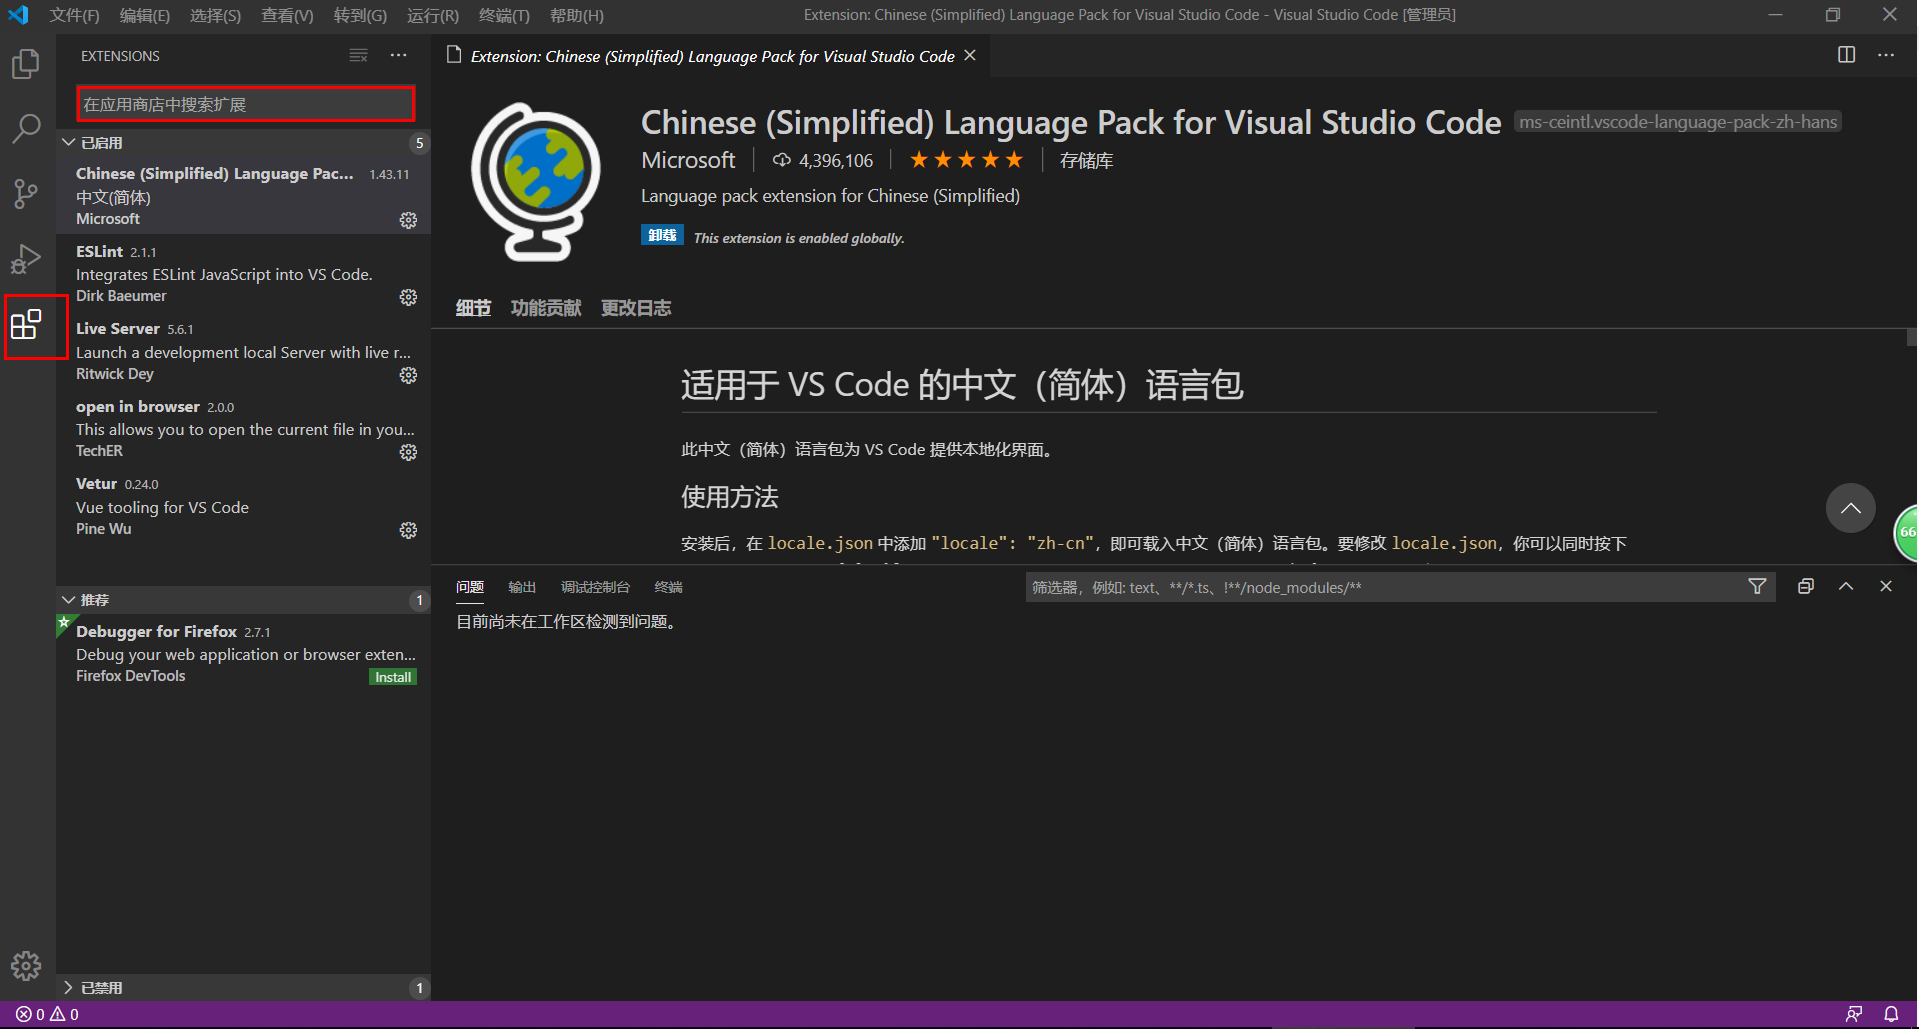 文件(F) 编辑(E) 选择(S) 查看(V) 转到(G) 运行(R) 终端(T) 帮助(H)
Extension: Chinese (Simplified) Language Pack for Visual Studio Code - Visual Studio Code [管理员]
EXTENSIONS
在应用商店中搜索扩展
已启用 5
Chinese (Simplified) Language Pac... 1.43.11
中文(简体)
Microsoft
ESLint 2.1.1
Integrates ESLint JavaScript into VS Code.
Dirk Baeumer
Live Server 5.6.1
Launch a development local Server with live r...
Ritwick Dey
open in browser 2.0.0
This allows you to open the current file in you...
TechER
Vetur 0.24.0
Vue tooling for VS Code
Pine Wu
推荐 1
Debugger for Firefox 2.7.1
Debug your web application or browser exten...
Firefox DevTools
Install
已禁用 1
Extension: Chinese (Simplified) Language Pack for Visual Studio Code
Chinese (Simplified) Language Pack for Visual Studio Code ms-ceintl.vscode-language-pack-zh-hans
Microsoft 4,396,106 存储库
Language pack extension for Chinese (Simplified)
卸载 This extension is enabled globally.
细节 功能贡献 更改日志
适用于 VS Code 的中文（简体）语言包
此中文（简体）语言包为 VS Code 提供本地化界面。
使用方法
安装后，在 locale.json 中添加 "locale": "zh-cn"，即可载入中文（简体）语言包。要修改 locale.json，你可以同时按下
66
问题 输出 调试控制台 终端
筛选器，例如: text、**/*.ts、!**/node_modules/**
目前尚未在工作区检测到问题。
0 0